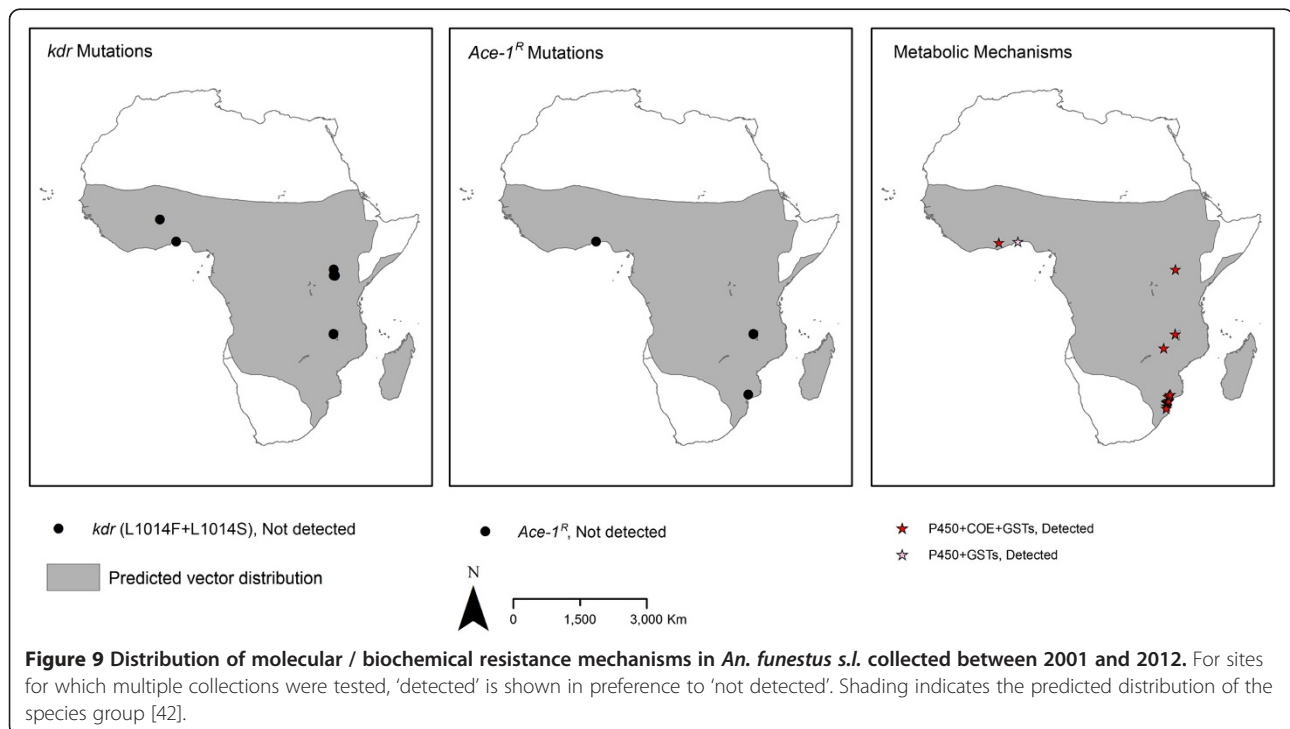 kdr Mutations
Ace-1R Mutations
Metabolic Mechanisms
kdr (L1014F+L1014S), Not detected
Predicted vector distribution
Ace-1R, Not detected
N
0 1,500 3,000 Km
P450+COE+GSTs, Detected
P450+GSTs, Detected
Figure 9 Distribution of molecular / biochemical resistance mechanisms in An. funestus s.l. collected between 2001 and 2012. For sites
for which multiple collections were tested, ‘detected’ is shown in preference to ‘not detected’. Shading indicates the predicted distribution of the
species group [42].